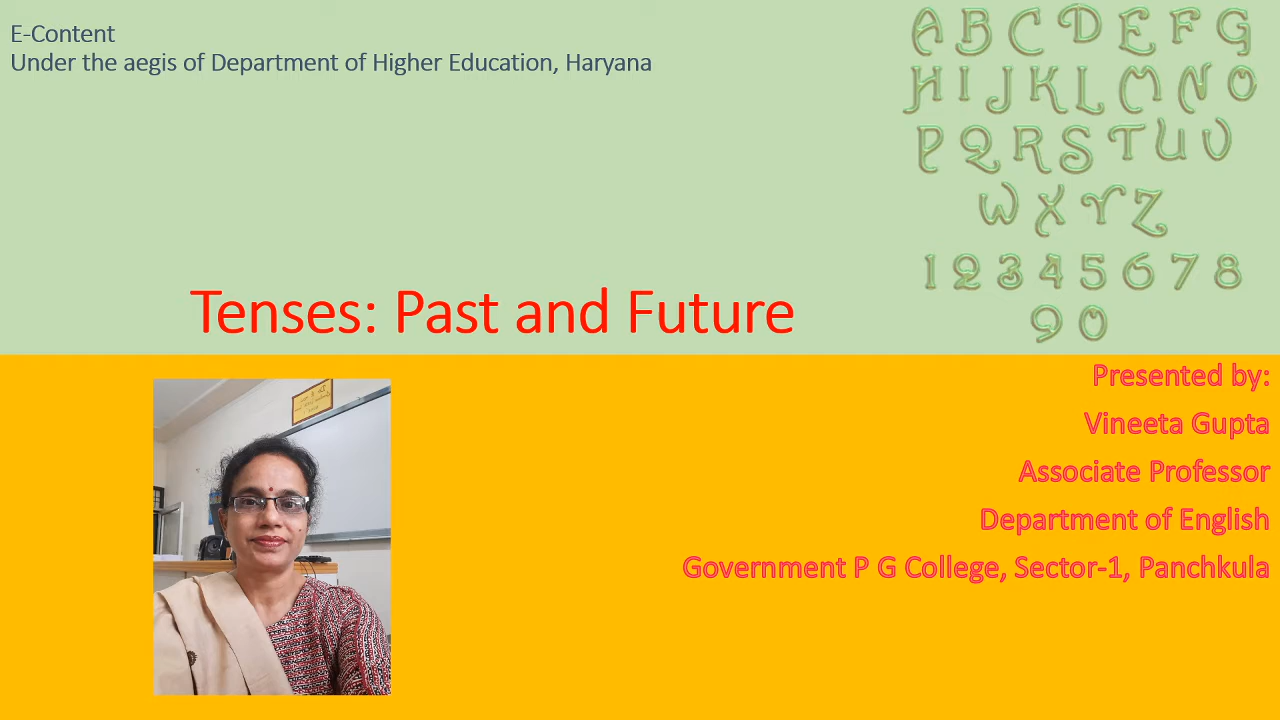 E-Content
Under the aegis of Department of Higher Education, Haryana
A B C D E F G
H I J K L M N O
P Q R S T U V
W X Y Z
1 2 3 4 5 6 7 8
9 0
Tenses: Past and Future
Presented by:
Vineeta Gupta
Associate Professor
Department of English
Government P G College, Sector-1, Panchkula